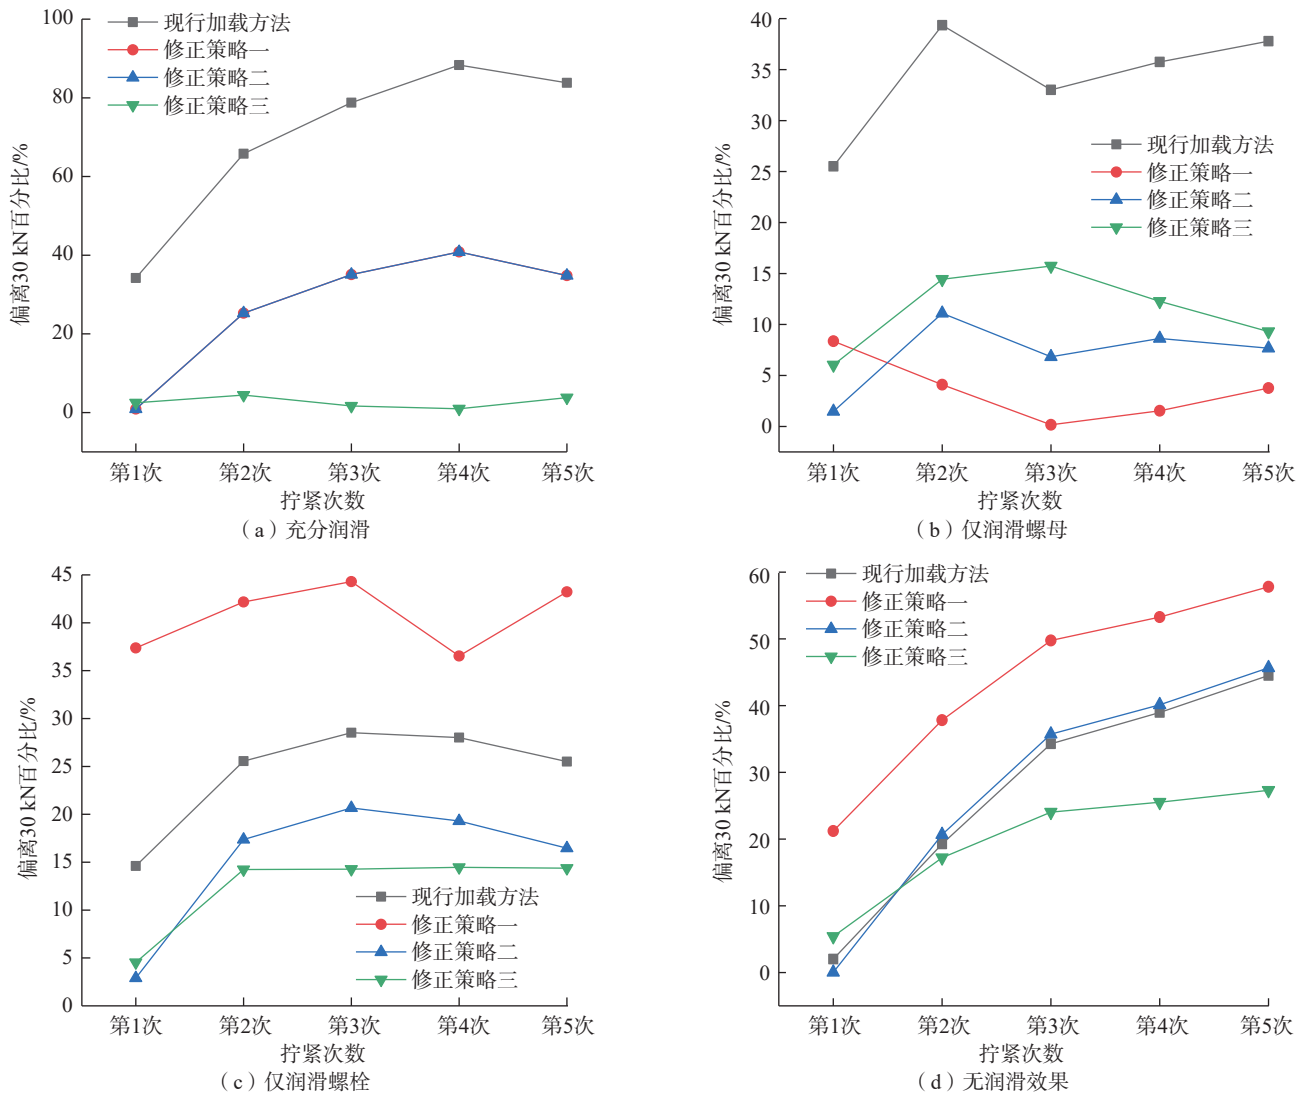 100
80
60
40
20
0
偏离30 kN百分比/%
现行加载方法
修正策略一
修正策略二
修正策略三
第1次 第2次 第3次 第4次 第5次
拧紧次数
（a）充分润滑
40
35
30
25
20
15
10
5
0
偏离30 kN百分比/%
现行加载方法
修正策略一
修正策略二
修正策略三
第1次 第2次 第3次 第4次 第5次
拧紧次数
（b）仅润滑螺母
45
40
35
30
25
20
15
10
5
0
偏离30 kN百分比/%
现行加载方法
修正策略一
修正策略二
修正策略三
第1次 第2次 第3次 第4次 第5次
拧紧次数
（c）仅润滑螺栓
60
50
40
30
20
10
0
偏离30 kN百分比/%
现行加载方法
修正策略一
修正策略二
修正策略三
第1次 第2次 第3次 第4次 第5次
拧紧次数
（d）无润滑效果